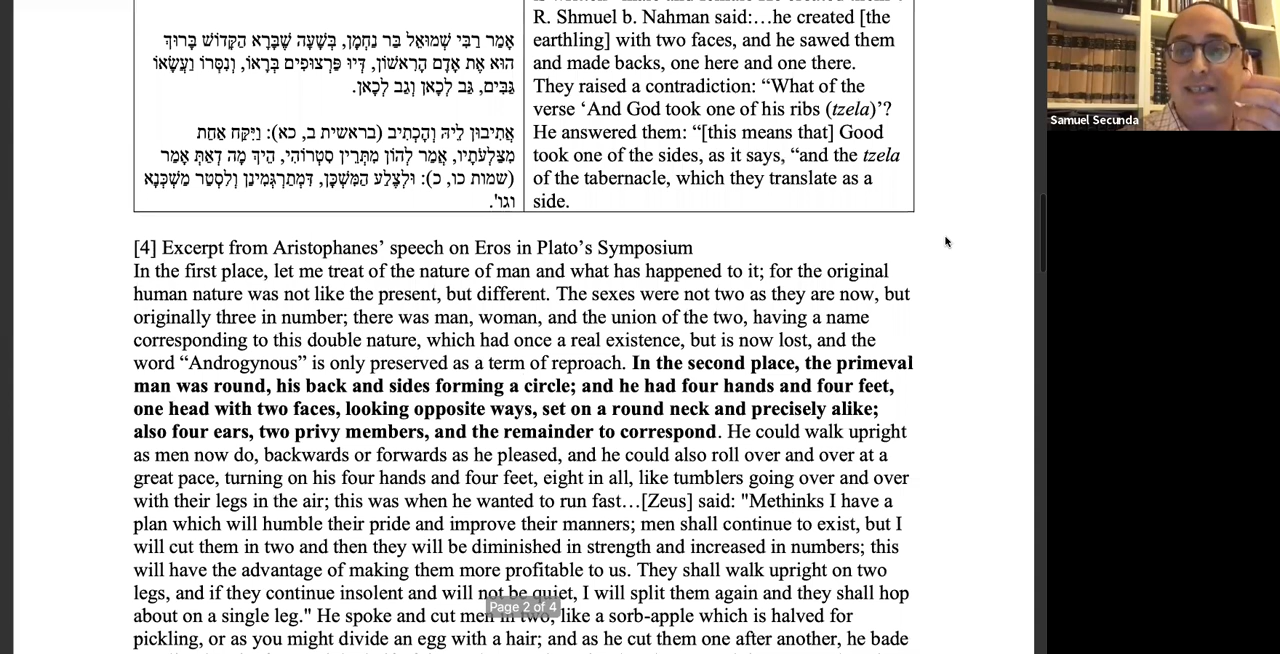 R. Shmuel b. Nahman said:…he created [the
earthling] with two faces, and he sawed them
and made backs, one here and one there.
They raised a contradiction: “What of the
verse ‘And God took one of his ribs (tzela)’?
He answered them: “[this means that] Good
took one of the sides, as it says, “and the tzela
of the tabernacle, which they translate as a
side.
אָמַר רַבִּי שְׁמוּאֵל בַּר נַחְמָן, בְּשָׁעָה שֶׁבָּרָא הַקָּדוֹשׁ בָּרוּךְ
הוּא אֶת אָדָם הָרִאשׁוֹן, דְּיוּ פַּרְצוּפִים בְּרָאוֹ, וְנִסְּרוֹ וַעֲשָׂאוֹ
גַּבַּיִּים, גַּב לְכָאן וְגַב לְכָאן.
אֲתִיבוּן לֵיהּ וְהָכְתִיב (בראשית ב, כא): וַיִּקַּח אַחַת
מִצַּלְעֹתָיו, אֲמַר לְהוֹן מִתְּרֵין סִטְרוֹהִי, הֵיךְ מָה דְאַתְּ אָמַר
(שמות כו, כ): וּלְצֶלַע הַמִּשְׁכָּן, דִּמְתַרְגְּמִינַן וְלִסְטַר מַשְׁכְּנָא
וגו'.
[4] Excerpt from Aristophanes’ speech on Eros in Plato’s Symposium
In the first place, let me treat of the nature of man and what has happened to it; for the original
human nature was not like the present, but different. The sexes were not two as they are now, but
originally three in number; there was man, woman, and the union of the two, having a name
corresponding to this double nature, which had once a real existence, but is now lost, and the
word “Androgynous” is only preserved as a term of reproach. In the second place, the primeval
man was round, his back and sides forming a circle; and he had four hands and four feet,
one head with two faces, looking opposite ways, set on a round neck and precisely alike;
also four ears, two privy members, and the remainder to correspond. He could walk upright
as men now do, backwards or forwards as he pleased, and he could also roll over and over at a
great pace, turning on his four hands and four feet, eight in all, like tumblers going over and over
with their legs in the air; this was when he wanted to run fast…[Zeus] said: "Methinks I have a
plan which will humble their pride and improve their manners; men shall continue to exist, but I
will cut them in two and then they will be diminished in strength and increased in numbers; this
will have the advantage of making them more profitable to us. They shall walk upright on two
legs, and if they continue insolent and will not be quiet, I will split them again and they shall hop
about on a single leg." He spoke and cut men in two, like a sorb-apple which is halved for
pickling, or as you might divide an egg with a hair; and as he cut them one after another, he bade
Page 2 of 4
Samuel Secunda